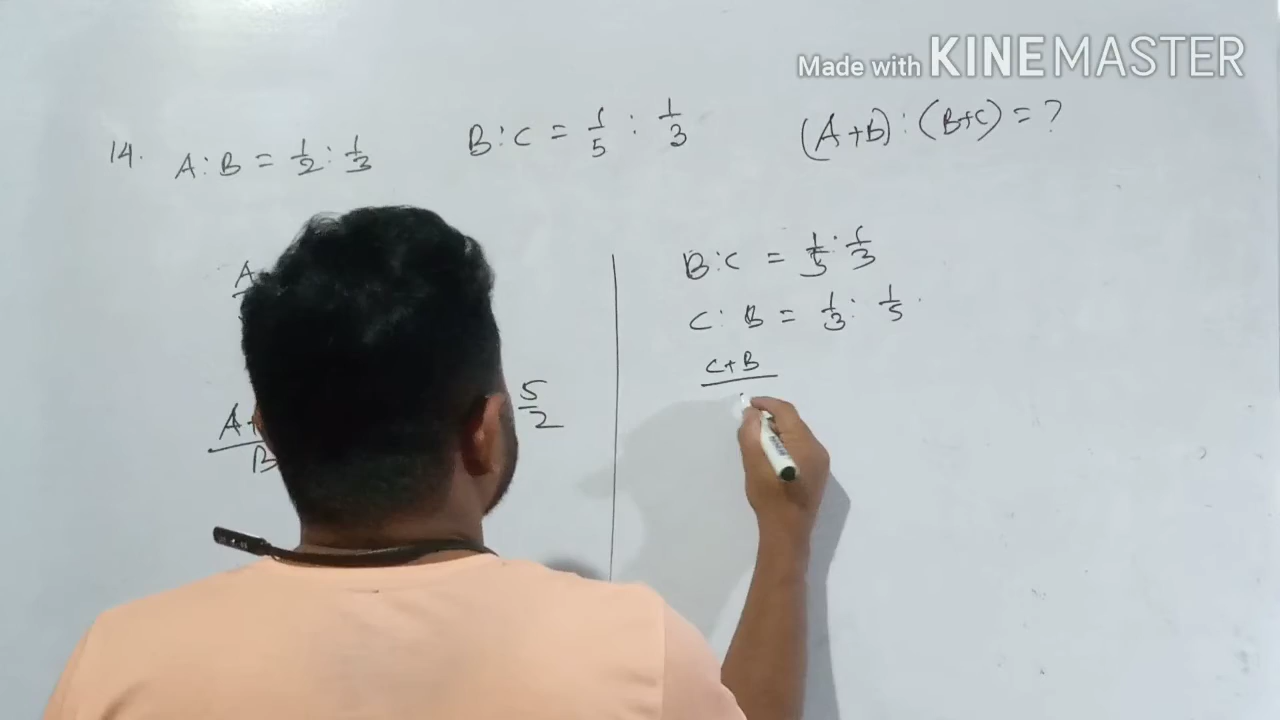 Made with KINEMASTER
14. A:B = 1/2 : 1/3 B:C = 1/5 : 1/3 (A+B):(B+C) = ?
A
A+
B
5/2
B:C = 1/5 : 1/3
C:B = 1/3 : 1/5
C+B